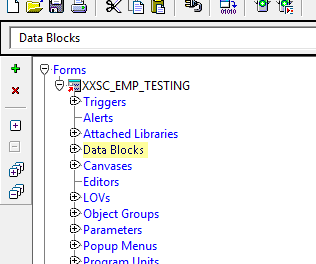 Data Blocks
Forms
XXSC_EMP_TESTING
Triggers
Alerts
Attached Libraries
Data Blocks
Canvases
Editors
LOVs
Object Groups
Parameters
Popup Menus
Program Units